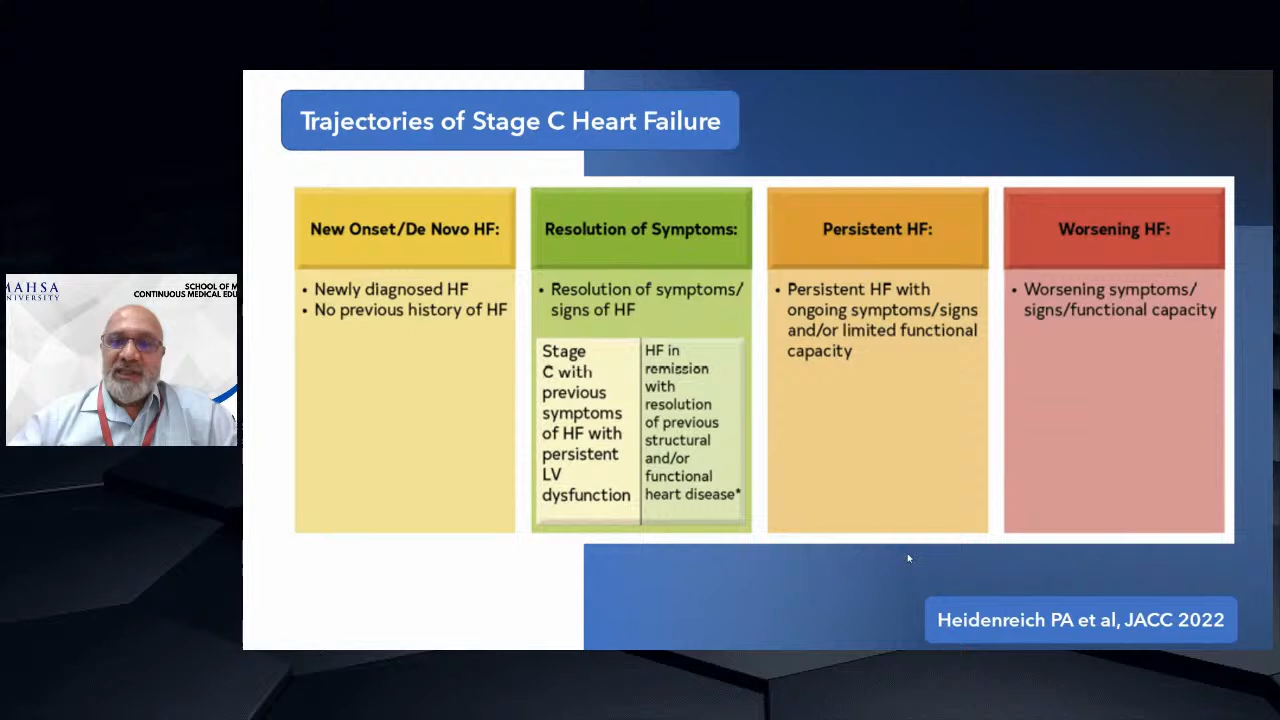 Trajectories of Stage C Heart Failure
New Onset/De Novo HF:
• Newly diagnosed HF
• No previous history of HF
Resolution of Symptoms:
• Resolution of symptoms/
signs of HF
Stage
C with
previous
symptoms
of HF with
persistent
LV
dysfunction
HF in
remission
with
resolution
of previous
structural
and/or
functional
heart disease*
Persistent HF:
• Persistent HF with
ongoing symptoms/signs
and/or limited functional
capacity
Worsening HF:
• Worsening symptoms/
signs/functional capacity
Heidenreich PA et al, JACC 2022
MAHSA
UNIVERSITY
SCHOOL OF M
CONTINUOUS MEDICAL EDU